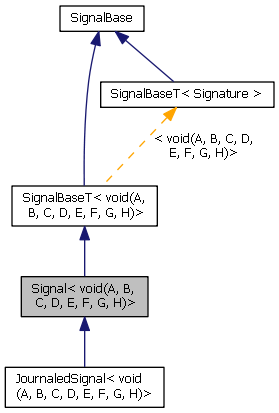 SignalBase
SignalBaseT< Signature >
< void(A, B, C, D,
E, F, G, H)>
SignalBaseT< void(A,
B, C, D, E, F, G, H)>
Signal< void(A, B,
C, D, E, F, G, H)>
JournaledSignal< void
(A, B, C, D, E, F, G, H)>